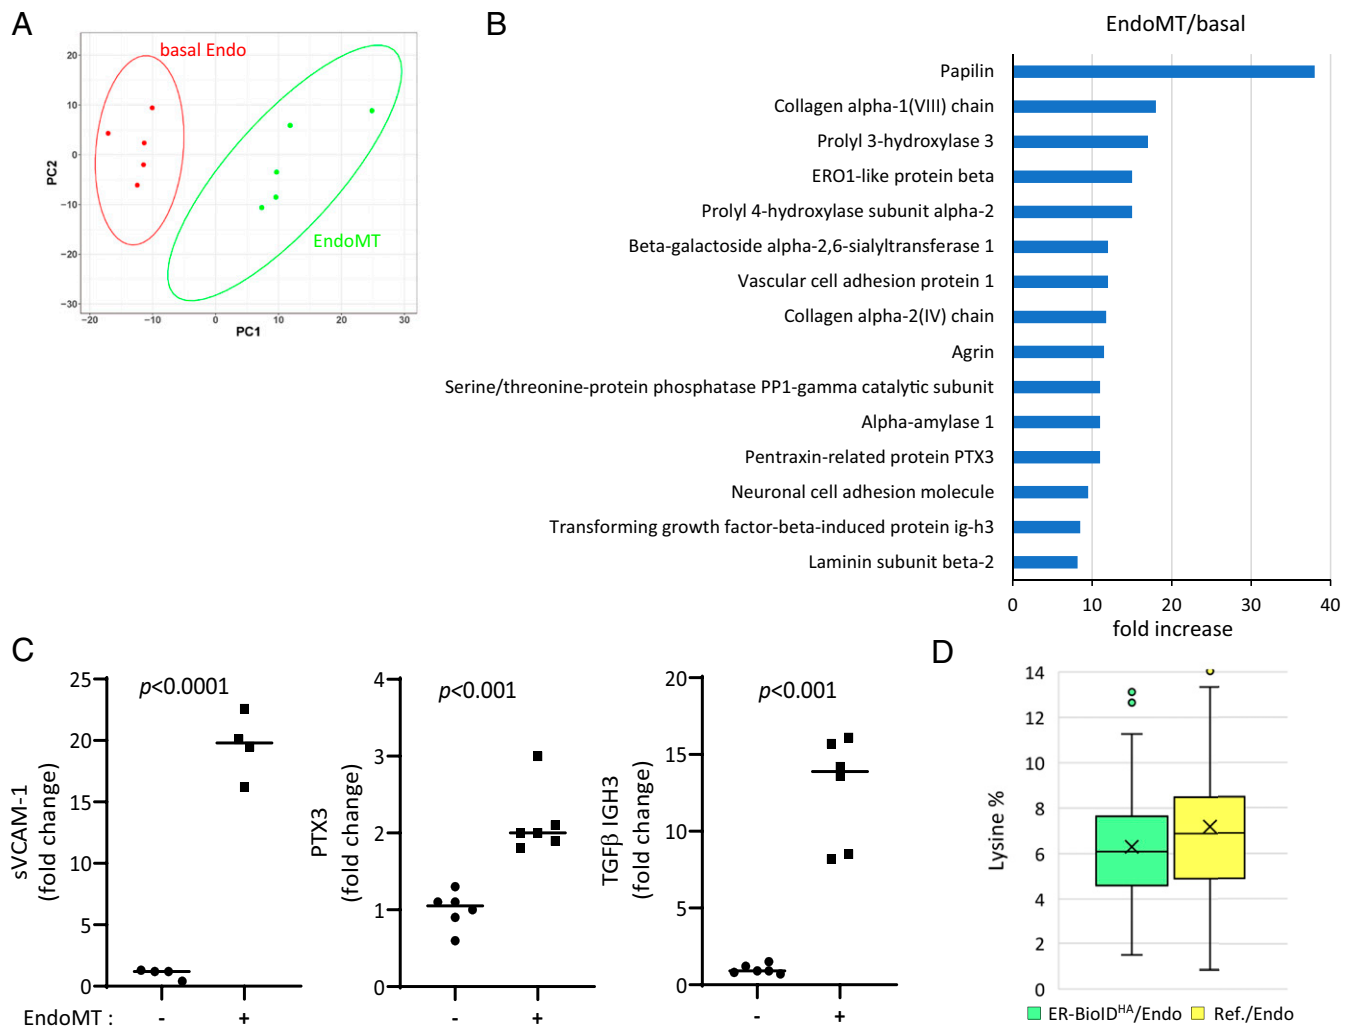 A
basal Endo
EndoMT
PC2
20
10
0
−10
−20
−30
−20
−10
0
10
20
30
PC1
B
EndoMT/basal
Papilin
Collagen alpha-1(VIII) chain
Prolyl 3-hydroxylase 3
ERO1-like protein beta
Prolyl 4-hydroxylase subunit alpha-2
Beta-galactoside alpha-2,6-sialyltransferase 1
Vascular cell adhesion protein 1
Collagen alpha-2(IV) chain
Agrin
Serine/threonine-protein phosphatase PP1-gamma catalytic subunit
Alpha-amylase 1
Pentraxin-related protein PTX3
Neuronal cell adhesion molecule
Transforming growth factor-beta-induced protein ig-h3
Laminin subunit beta-2
0 10 20 30 40
fold increase
C
sVCAM-1
(fold change)
25
20
15
10
5
0
p<0.0001
EndoMT : - +
PTX3
(fold change)
4
3
2
1
0
p<0.001
- +
TGFβ IGH3
(fold change)
20
15
10
5
0
p<0.001
- +
D
Lysine %
14
12
10
8
6
4
2
0
ER-BioIDHA/Endo
Ref./Endo